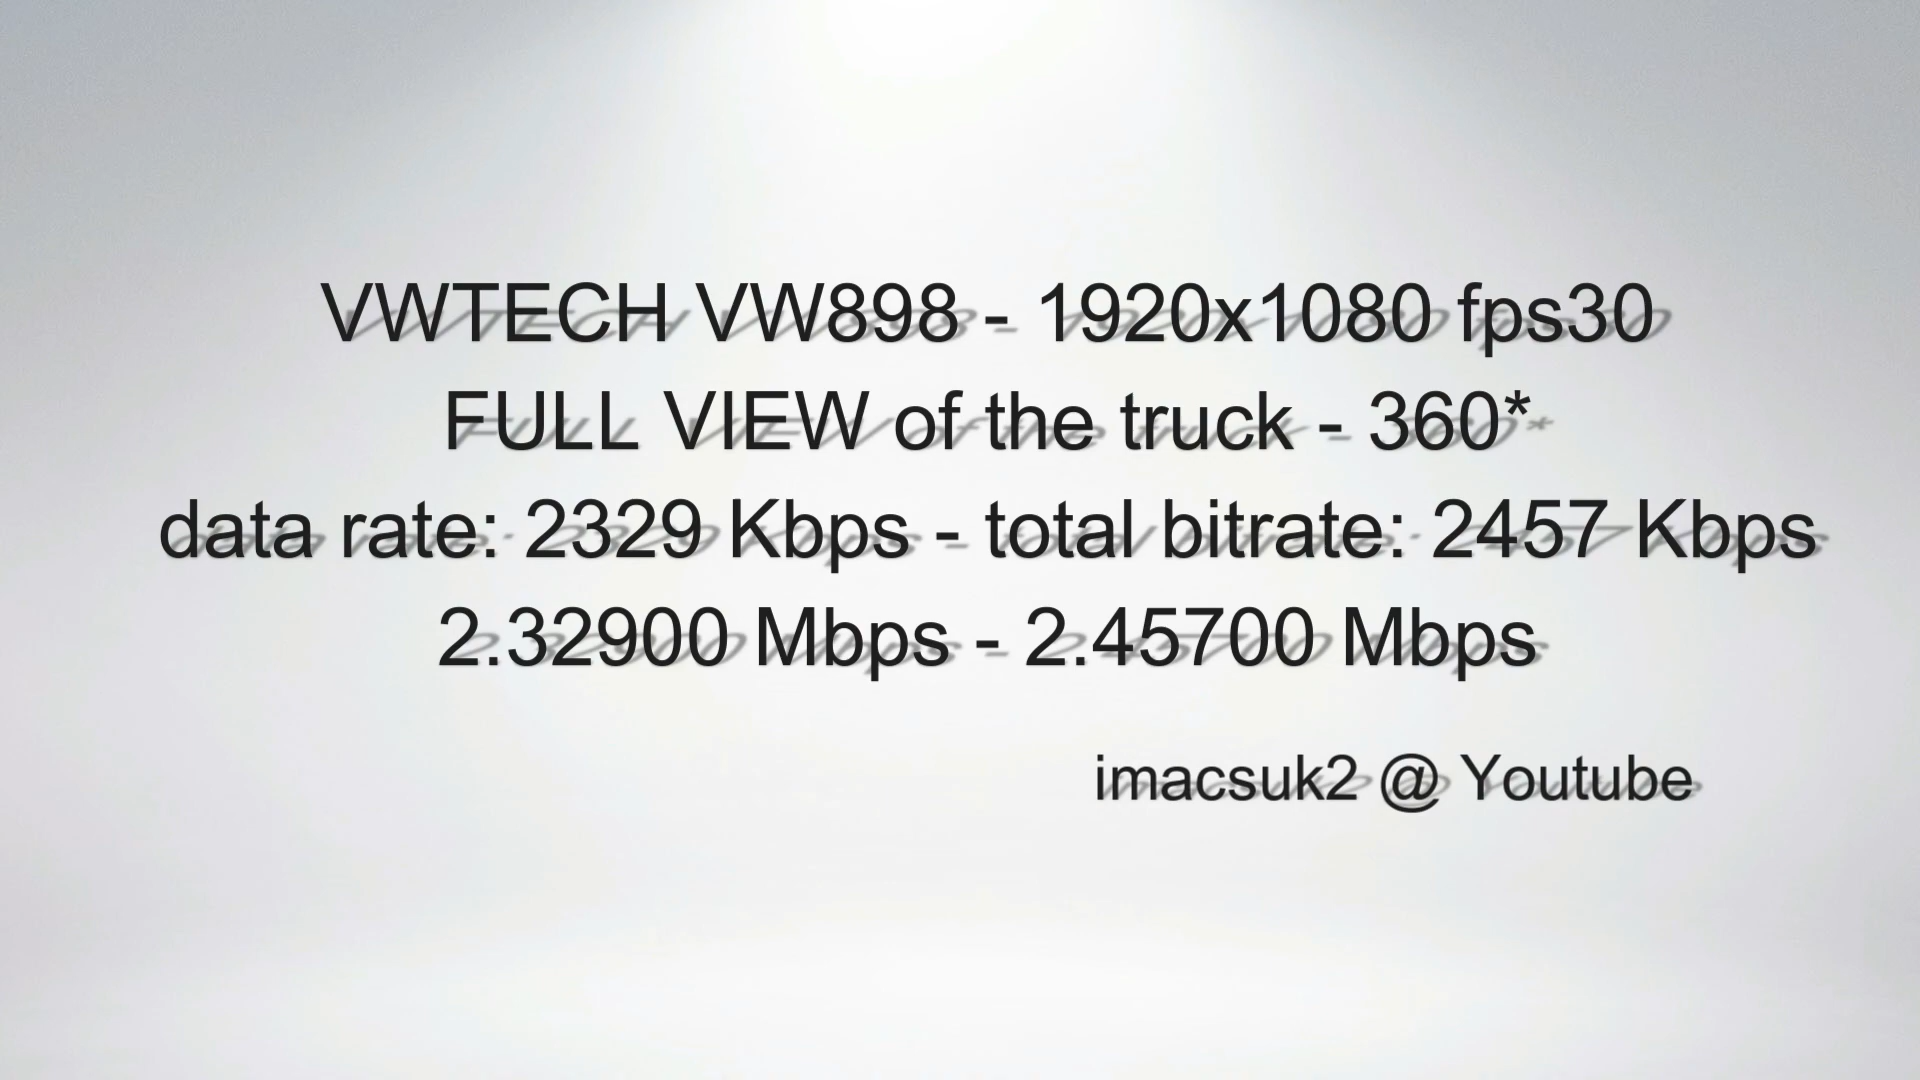 VWTECH VW898 - 1920x1080 fps30
FULL VIEW of the truck - 360*
data rate: 2329 Kbps - total bitrate: 2457 Kbps
2.32900 Mbps - 2.45700 Mbps
imacsuk2 @ Youtube